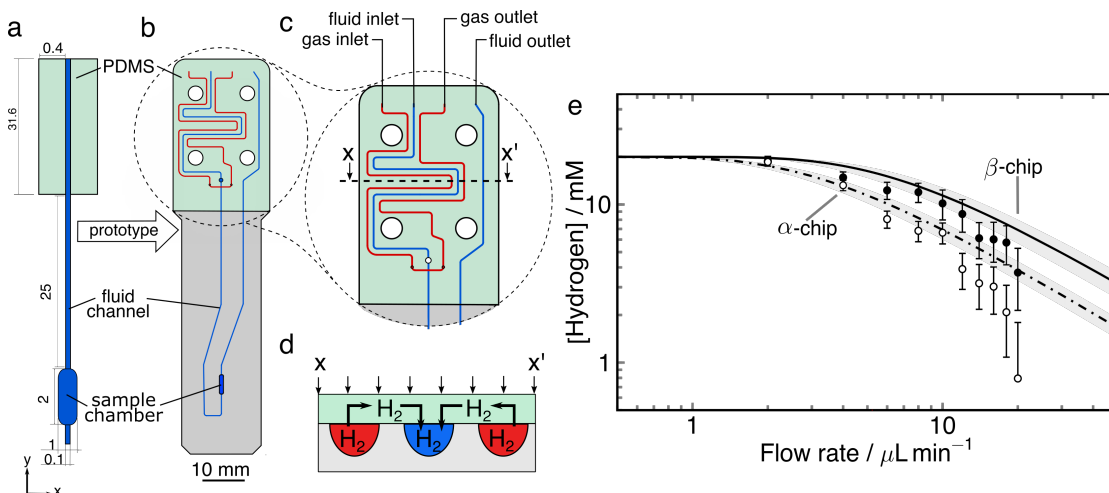 a
0.4
PDMS
31.6
25
fluid
channel
2
sample
chamber
1
0.1
y
x
prototype
b
10 mm
c
fluid inlet
gas inlet
gas outlet
fluid outlet
x
x'
d
x
x'
H2
H2
H2
H2
H2
e
[Hydrogen] / mM
10
1
β-chip
α-chip
1
10
Flow rate / μL min⁻¹